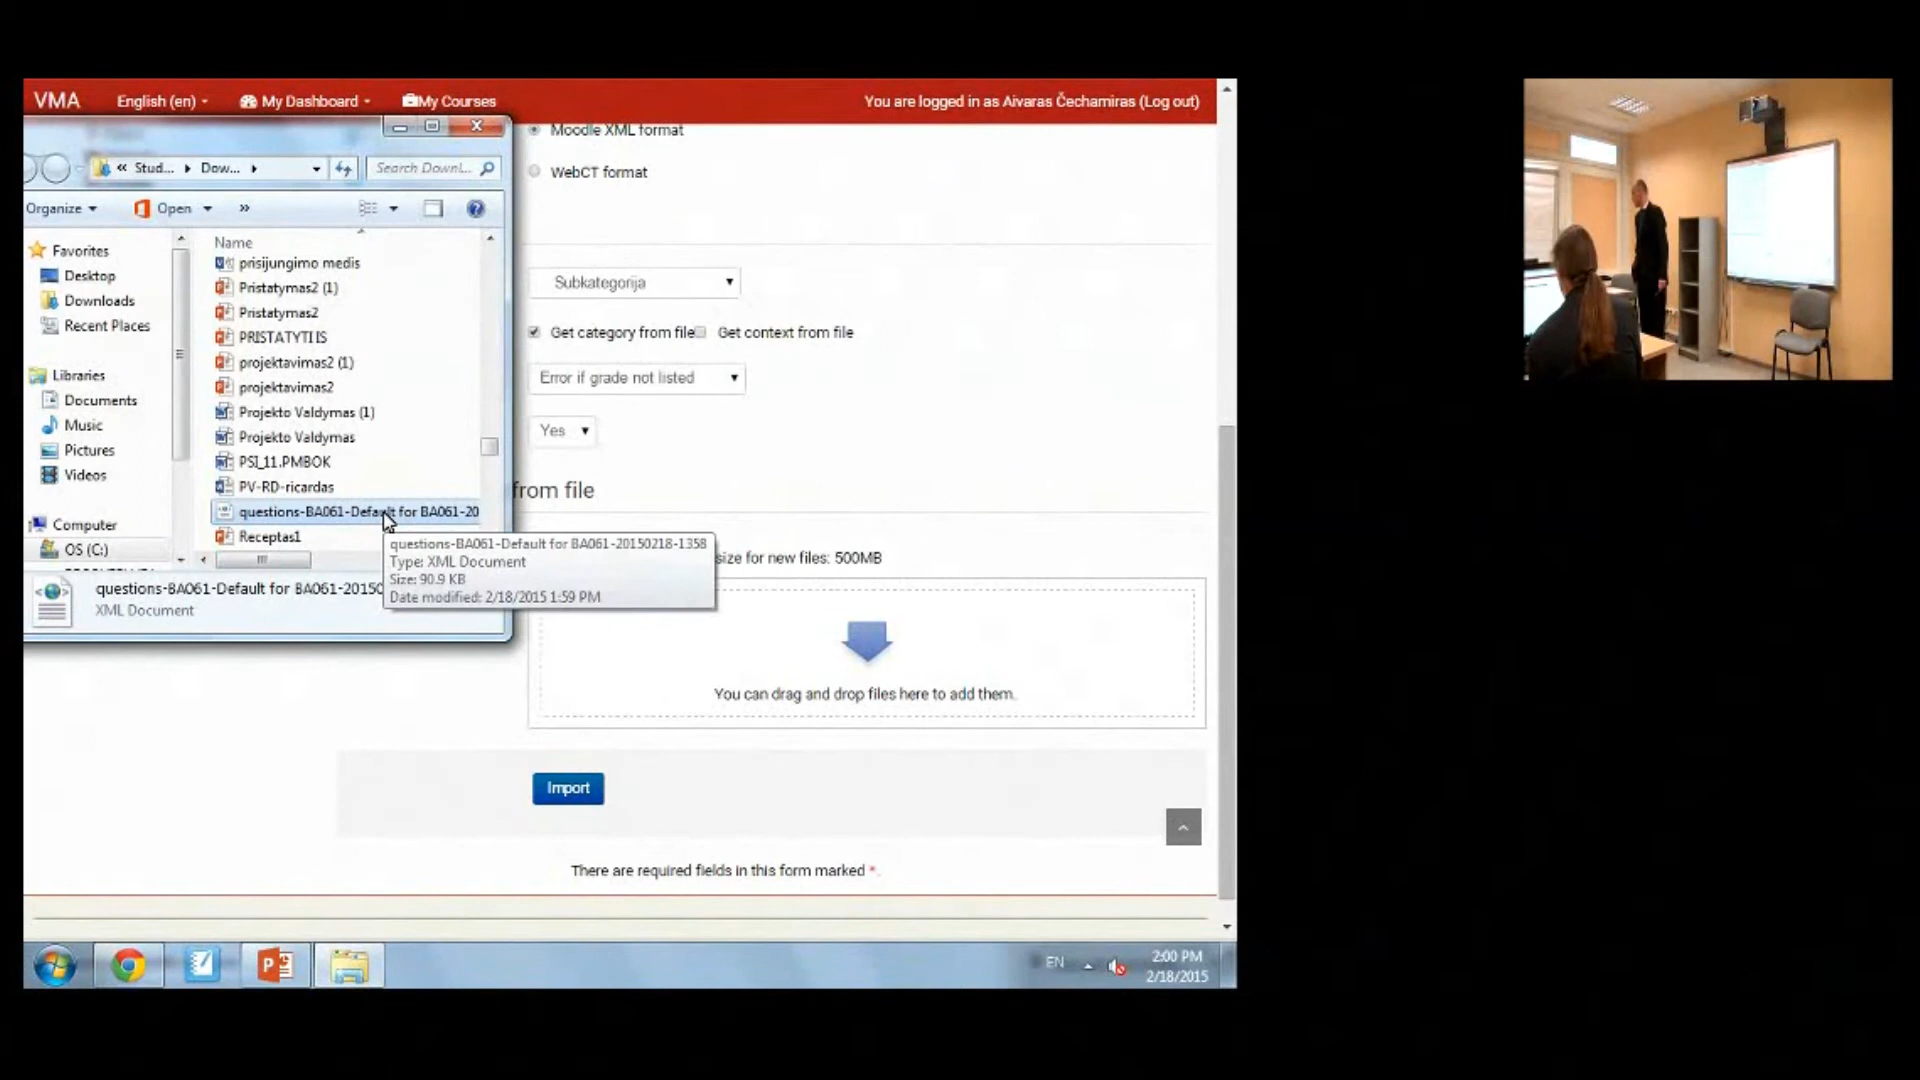 VMA English (en) My Dashboard My Courses You are logged in as Aivaras Čechamiras (Log out)
Moodle XML format
WebCT format
Stud... Dow... Search Downl...
Organize Open »
Name
Favorites
Desktop
Downloads
Recent Places
Libraries
Documents
Music
Pictures
Videos
Computer
OS (C:)
prisijungimo medis
Pristatymas2 (1)
Pristatymas2
PRISTATYTI IS
projektavimas2 (1)
projektavimas2
Projekto Valdymas (1)
Projekto Valdymas
PSI_11.PMBOK
PV-RD-ricardas
questions-BA061-Default for BA061-20
Receptas1
questions-BA061-Default for BA061-2015
XML Document
questions-BA061-Default for BA061-20150218-1358
Type: XML Document
Size: 90.9 KB
Date modified: 2/18/2015 1:59 PM
Subkategorija
Get category from file Get context from file
Error if grade not listed
Yes
from file
size for new files: 500MB
You can drag and drop files here to add them.
Import
There are required fields in this form marked *.
EN 2:00 PM
2/18/2015